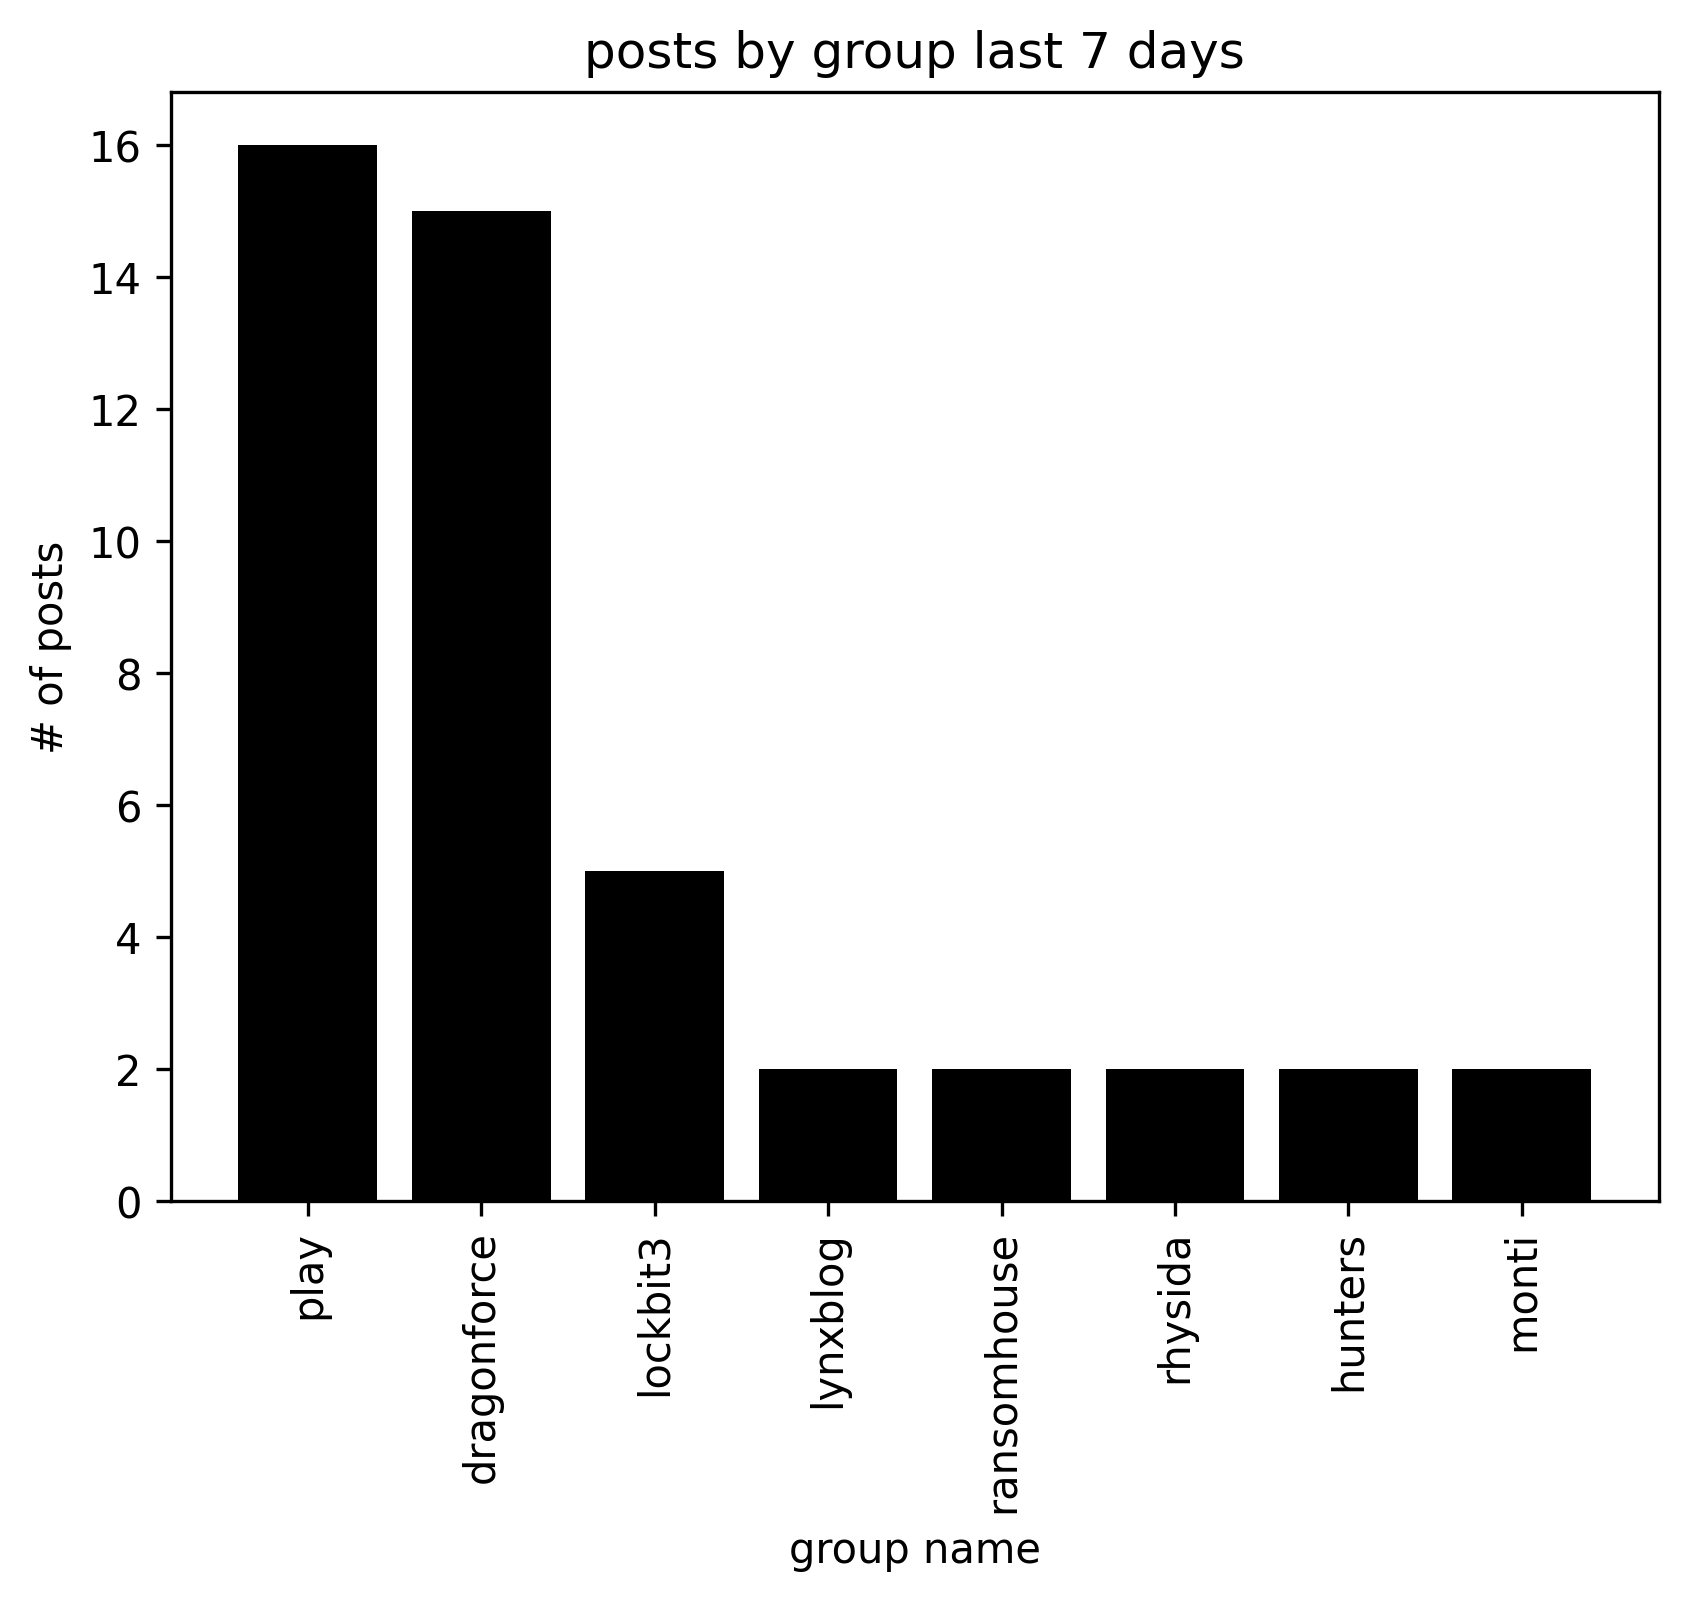 posts by group last 7 days
16
14
12
10
8
6
4
2
0
# of posts
play
dragonforce
lockbit3
lynxblog
ransomhouse
rhysida
hunters
monti
group name